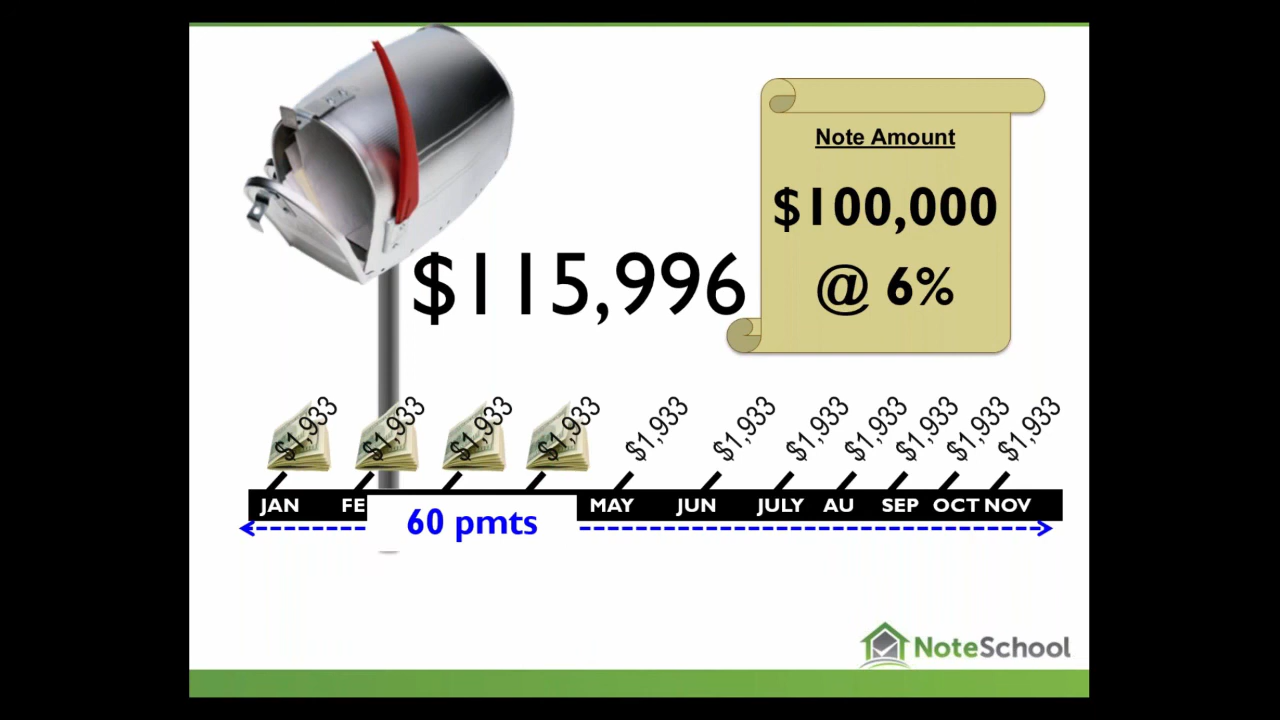 Note Amount
$100,000
@ 6%
$115,996
$1,933 $1,933 $1,933 $1,933 $1,933 $1,933 $1,933 $1,933 $1,933 $1,933 $1,933
JAN FE MAY JUN JULY AU SEP OCT NOV
60 pmts
NoteSchool